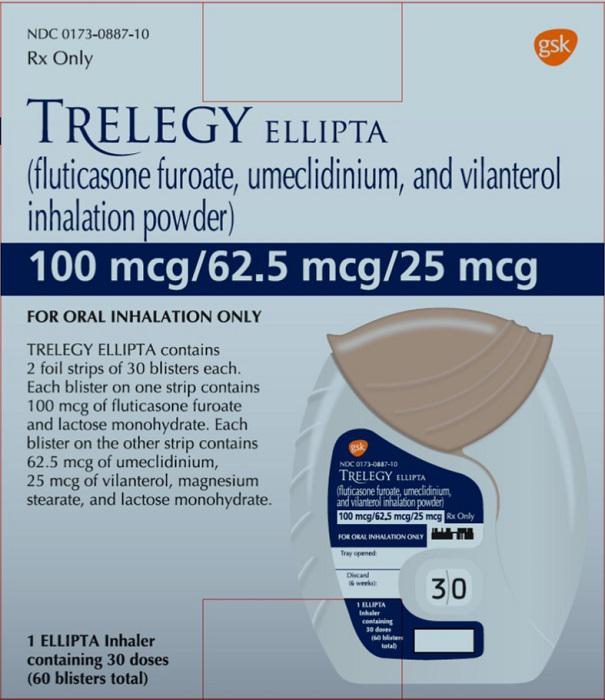 NDC 0173-0887-10
Rx Only
gsk
TRELEGY ELLIPTA
(fluticasone furoate, umeclidinium, and vilanterol
inhalation powder)
100 mcg/62.5 mcg/25 mcg
FOR ORAL INHALATION ONLY
TRELEGY ELLIPTA contains
2 foil strips of 30 blisters each.
Each blister on one strip contains
100 mcg of fluticasone furoate
and lactose monohydrate. Each
blister on the other strip contains
62.5 mcg of umeclidinium,
25 mcg of vilanterol, magnesium
stearate, and lactose monohydrate.
1 ELLIPTA Inhaler
containing 30 doses
(60 blisters total)
gsk
NDC 0173-0887-10
TRELEGY ELLIPTA
(fluticasone furoate, umeclidinium,
and vilanterol inhalation powder)
100 mcg/62.5 mcg/25 mcg Rx Only
FOR ORAL INHALATION ONLY
Tray opened:
Discard
(6 weeks):
30
1 ELLIPTA
Inhaler
containing
30 doses
(60 blisters
total)